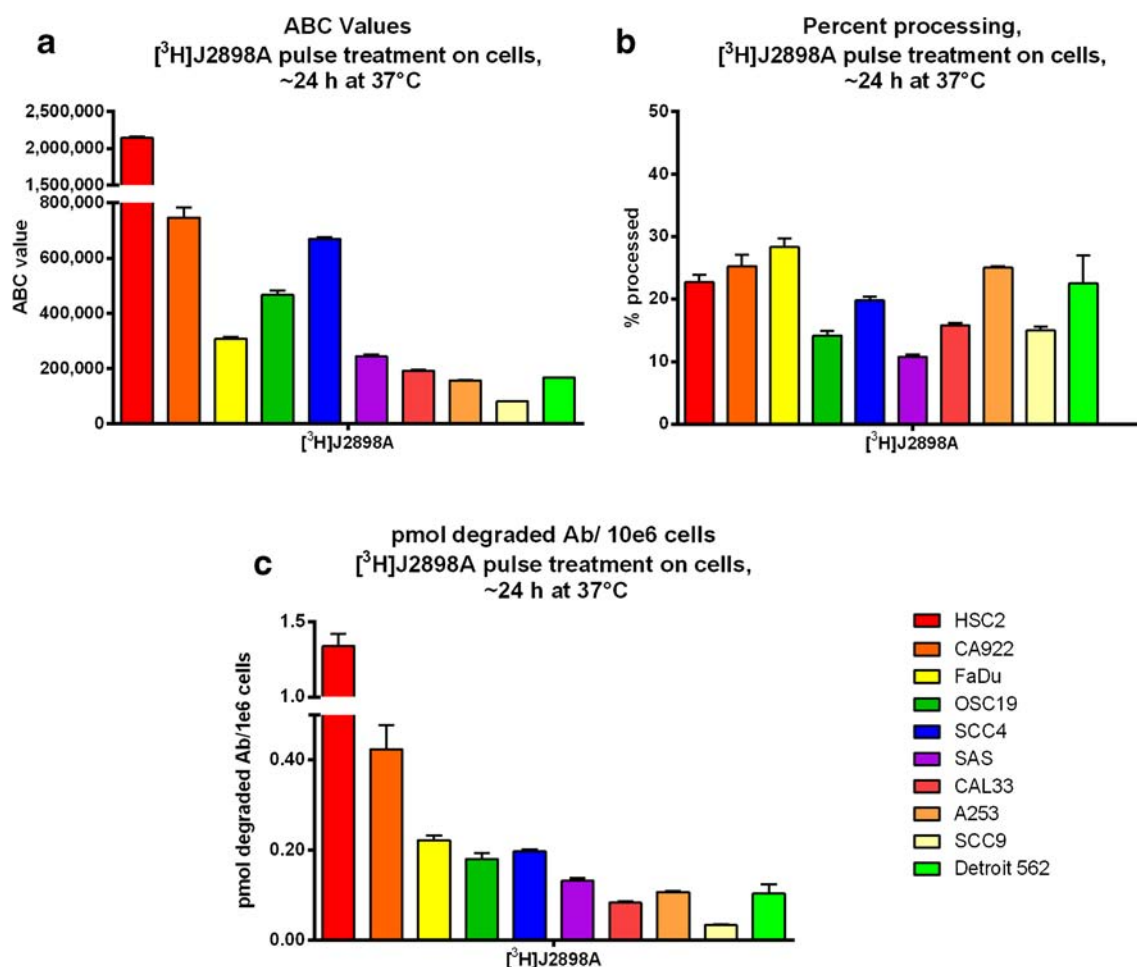 a
ABC Values
[³H]J2898A pulse treatment on cells,
~24 h at 37°C
2,500,000
2,000,000
1,500,000
800,000
600,000
400,000
200,000
0
ABC value
[³H]J2898A
b
Percent processing,
[³H]J2898A pulse treatment on cells,
~24 h at 37°C
50
40
30
20
10
0
% processed
[³H]J2898A
c
pmol degraded Ab/ 10e6 cells
[³H]J2898A pulse treatment on cells,
~24 h at 37°C
1.5
1.0
0.40
0.20
0.00
pmol degraded Ab/1e6 cells
[³H]J2898A
HSC2
CA922
FaDu
OSC19
SCC4
SAS
CAL33
A253
SCC9
Detroit 562